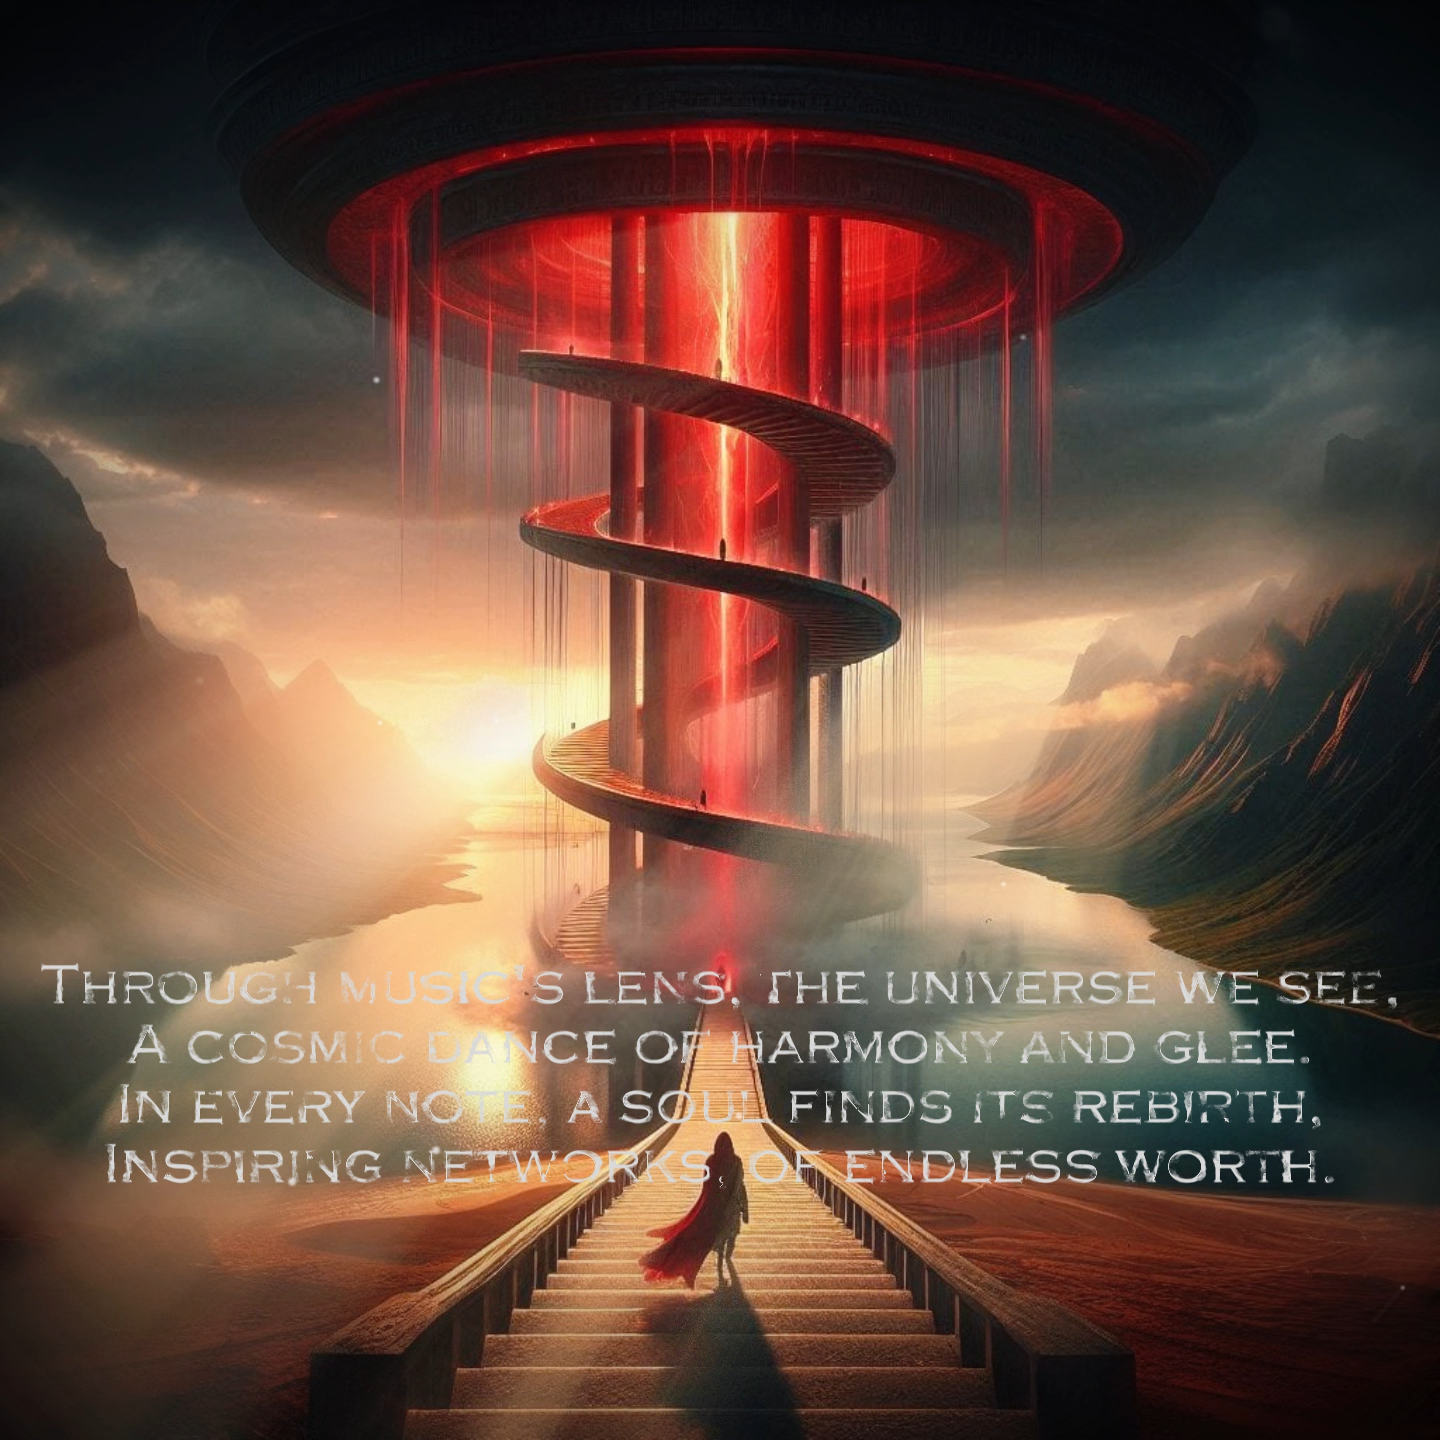 Through music's lens, the universe we see,
A cosmic dance of harmony and glee.
In every note, a soul finds its rebirth,
Inspiring networks, of endless worth.